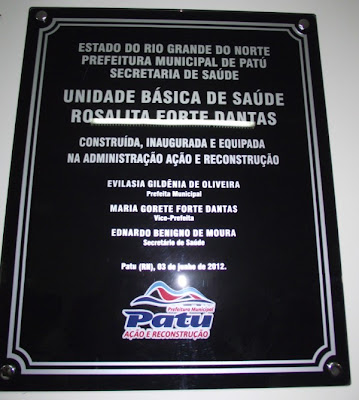 ESTADO DO RIO GRANDE DO NORTE
PREFEITURA MUNICIPAL DE PATÚ
SECRETARIA DE SAÚDE
UNIDADE BÁSICA DE SAÚDE
ROSALITA FORTE DANTAS
CONSTRUÍDA, INAUGURADA E EQUIPADA
NA ADMINISTRAÇÃO AÇÃO E RECONSTRUÇÃO
EVILASIA GILDÊNIA DE OLIVEIRA
Prefeita Municipal
MARIA GORETE FORTE DANTAS
Vice-Prefeita
EDNARDO BENIGNO DE MOURA
Secretário de Saúde
Patu (RN), 03 de junho de 2012.
Prefeitura Municipal
Patu
AÇÃO E RECONSTRUÇÃO